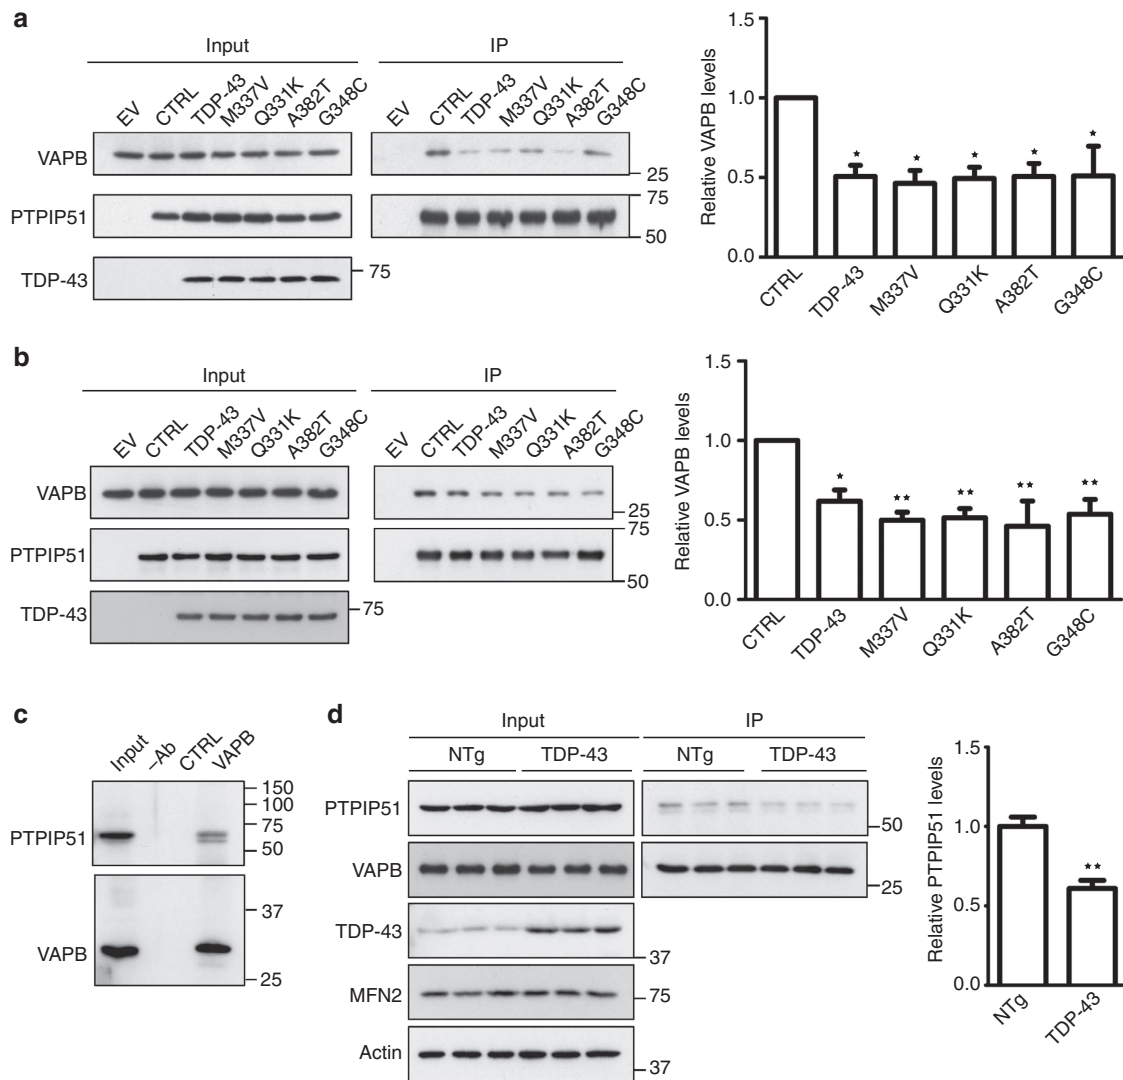 a
Input
IP
EV
CTRL
TDP-43
M337V
Q331K
A382T
G348C
EV
CTRL
TDP-43
M337V
Q331K
A382T
G348C
VAPB
25
PTPIP51
75
50
TDP-43
75
Relative VAPB levels
1.5
1.0
0.5
0.0
★
★
★
★
★
CTRL
TDP-43
M337V
Q331K
A382T
G348C
b
Input
IP
EV
CTRL
TDP-43
M337V
Q331K
A382T
G348C
EV
CTRL
TDP-43
M337V
Q331K
A382T
G348C
VAPB
25
PTPIP51
75
50
TDP-43
75
Relative VAPB levels
1.5
1.0
0.5
0.0
★
★★
★★
★★
★★
CTRL
TDP-43
M337V
Q331K
A382T
G348C
c
Input
–Ab
CTRL
VAPB
PTPIP51
150
100
75
50
VAPB
37
25
d
Input
IP
NTg
TDP-43
NTg
TDP-43
PTPIP51
50
VAPB
25
TDP-43
37
MFN2
75
Actin
37
Relative PTPIP51 levels
1.5
1.0
0.5
0.0
★★
NTg
TDP-43